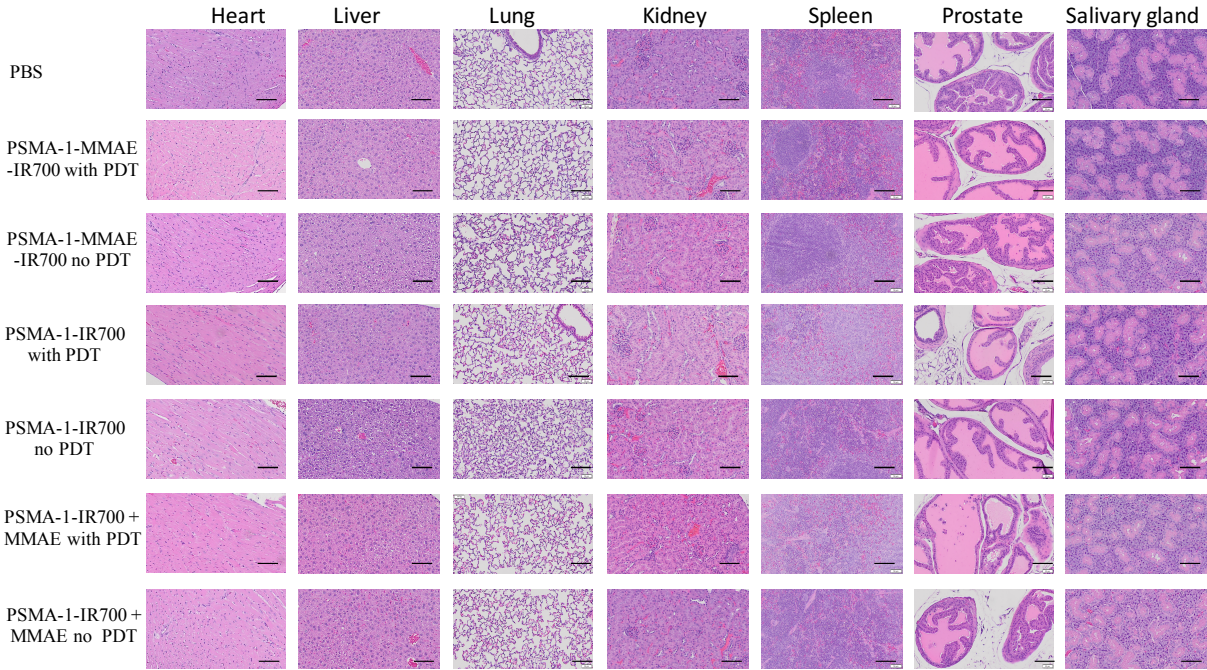 Heart Liver Lung Kidney Spleen Prostate Salivary gland
PBS
PSMA-1-MMAE
-IR700 with PDT
PSMA-1-MMAE
-IR700 no PDT
PSMA-1-IR700
with PDT
PSMA-1-IR700
no PDT
PSMA-1-IR700 +
MMAE with PDT
PSMA-1-IR700 +
MMAE no PDT